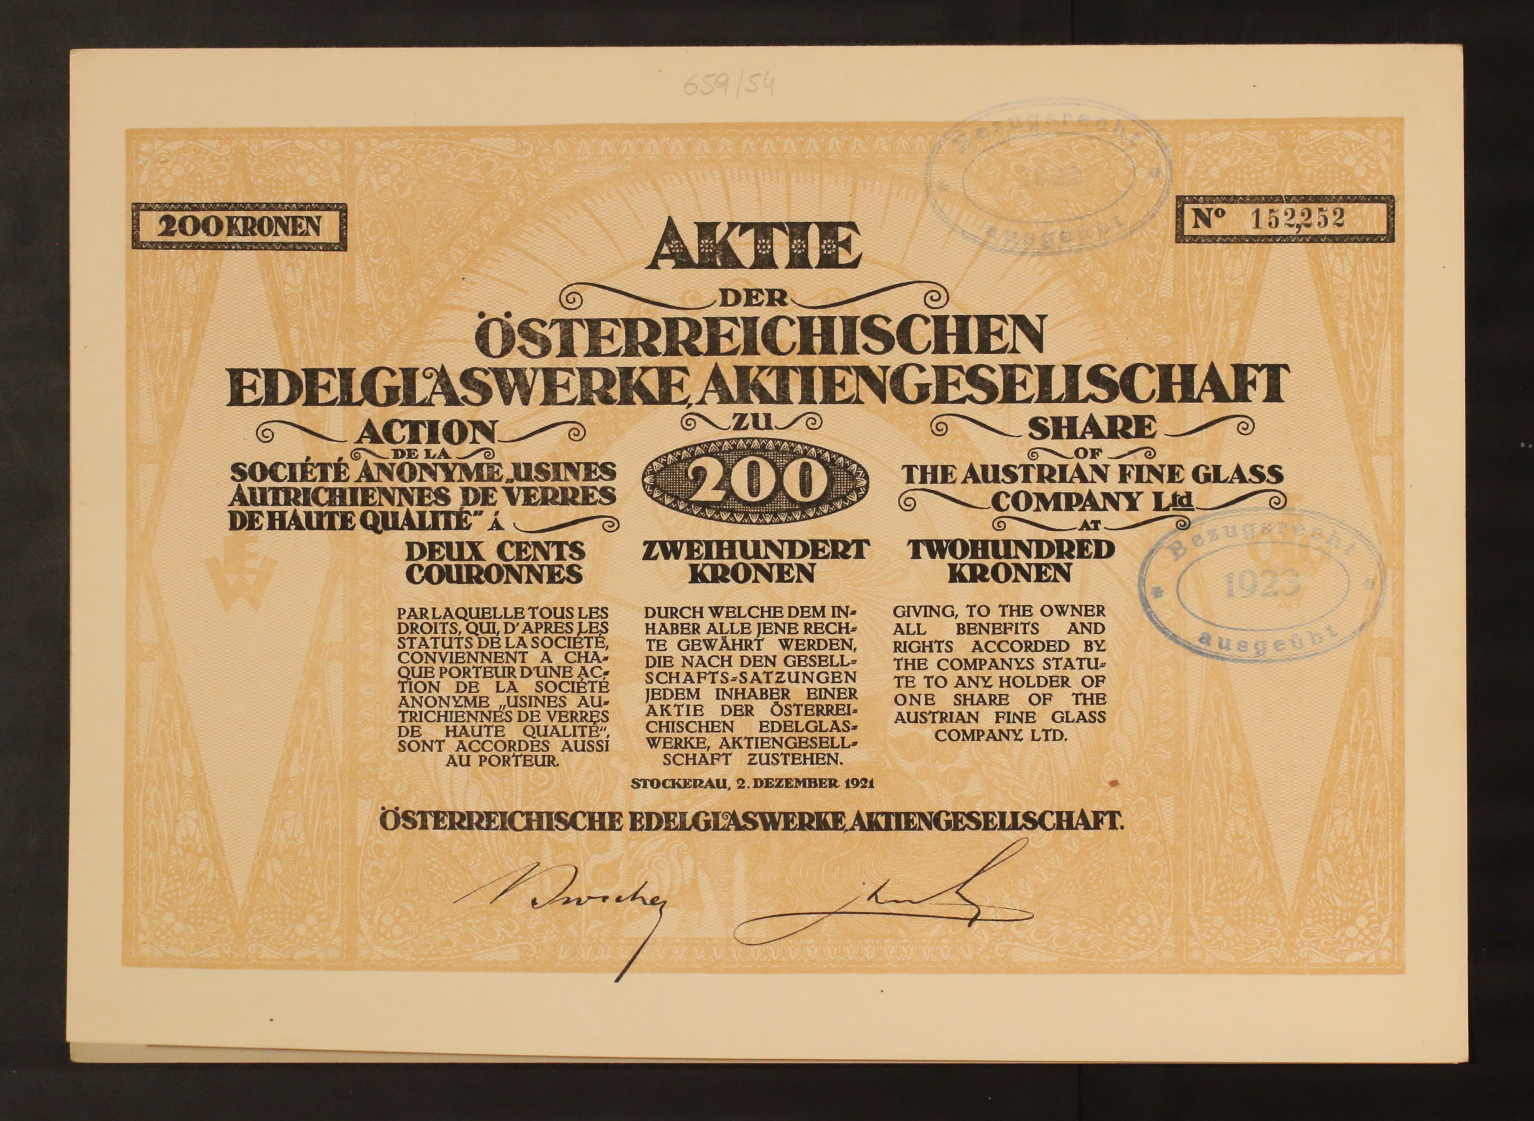 659/54
Bezugsrecht
ausgeübt
200 KRONEN
Nº 152,252
AKTIE
DER
ÖSTERREICHISCHEN
EDELGLASWERKE, AKTIENGESELLSCHAFT
ZU
200
ZWEIHUNDERT
KRONEN
ACTION
DE LA
SOCIÉTÉ ANONYME „USINES
AUTRICHIENNES DE VERRES
DE HAUTE QUALITÉ" Á
DEUX CENTS
COURONNES
SHARE
OF
THE AUSTRIAN FINE GLASS
COMPANY Ltd
AT
TWOHUNDRED
KRONEN
Bezugsrecht
1923
ausgeübt
EW
PAR LAQUELLE TOUS LES
DROITS, QUI, D'APRES LES
STATUTS DE LA SOCIÉTÉ,
CONVIENNENT A CHA=
QUE PORTEUR D'UNE AC=
TION DE LA SOCIÉTÉ
ANONYME „USINES AU=
TRICHIENNES DE VERRES
DE HAUTE QUALITÉ",
SONT ACCORDÉS AUSSI
AU PORTEUR.
DURCH WELCHE DEM IN=
HABER ALLE JENE RECH=
TE GEWÄHRT WERDEN,
DIE NACH DEN GESELL=
SCHAFTS=SATZUNGEN
JEDEM INHABER EINER
AKTIE DER ÖSTERREI=
CHISCHEN EDELGLAS=
WERKE, AKTIENGESELL=
SCHAFT ZUSTEHEN.
GIVING, TO THE OWNER
ALL BENEFITS AND
RIGHTS ACCORDED BY
THE COMPANYS STATU=
TE TO ANY HOLDER OF
ONE SHARE OF THE
AUSTRIAN FINE GLASS
COMPANY LTD.
STOCKERAU, 2. DEZEMBER 1921
ÖSTERREICHISCHE EDELGLASWERKE, AKTIENGESELLSCHAFT.